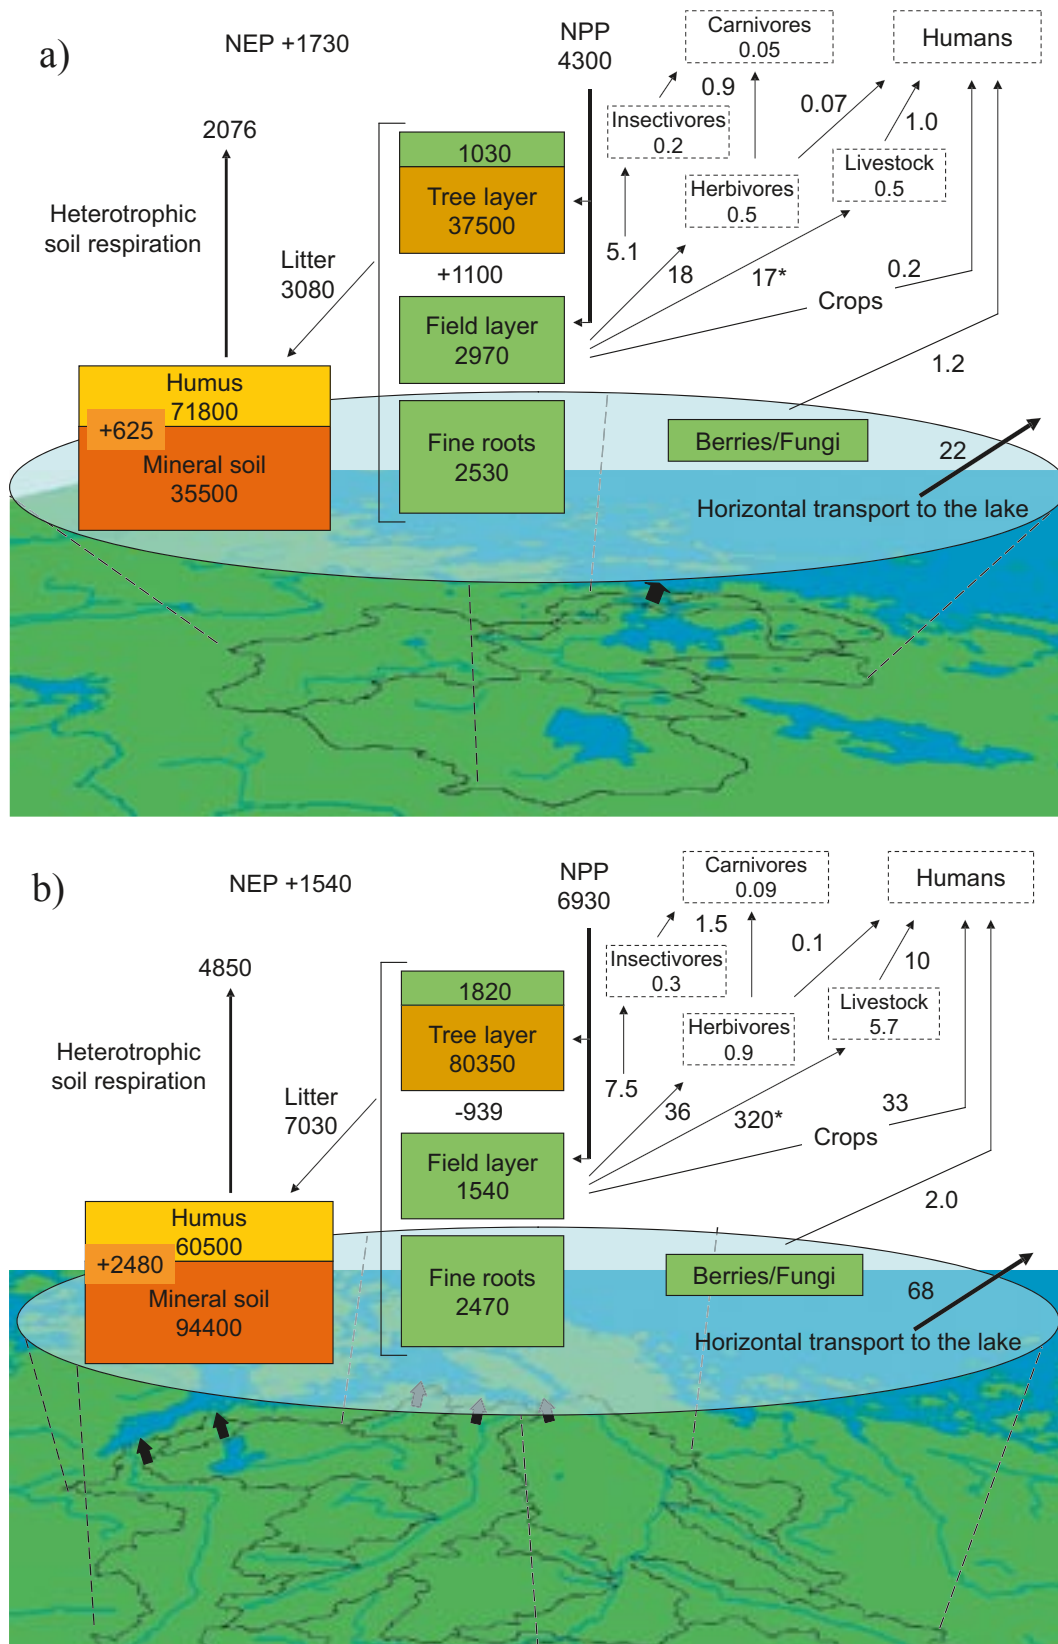 a)
NEP +1730
NPP
4300
Carnivores
0.05
Humans
2076
0.9
0.07
1.0
Insectivores
0.2
1030
Tree layer
37500
Livestock
0.5
Herbivores
0.5
Heterotrophic
soil respiration
Litter
3080
+1100
5.1
18
17*
0.2
Crops
Field layer
2970
1.2
Humus
71800
+625
Mineral soil
35500
Fine roots
2530
Berries/Fungi
22
Horizontal transport to the lake
b)
NEP +1540
NPP
6930
Carnivores
0.09
Humans
4850
1.5
0.1
10
Insectivores
0.3
1820
Tree layer
80350
Livestock
5.7
Herbivores
0.9
Heterotrophic
soil respiration
Litter
7030
-939
7.5
36
320*
33
Crops
Field layer
1540
2.0
Humus
60500
+2480
Mineral soil
94400
Fine roots
2470
Berries/Fungi
68
Horizontal transport to the lake